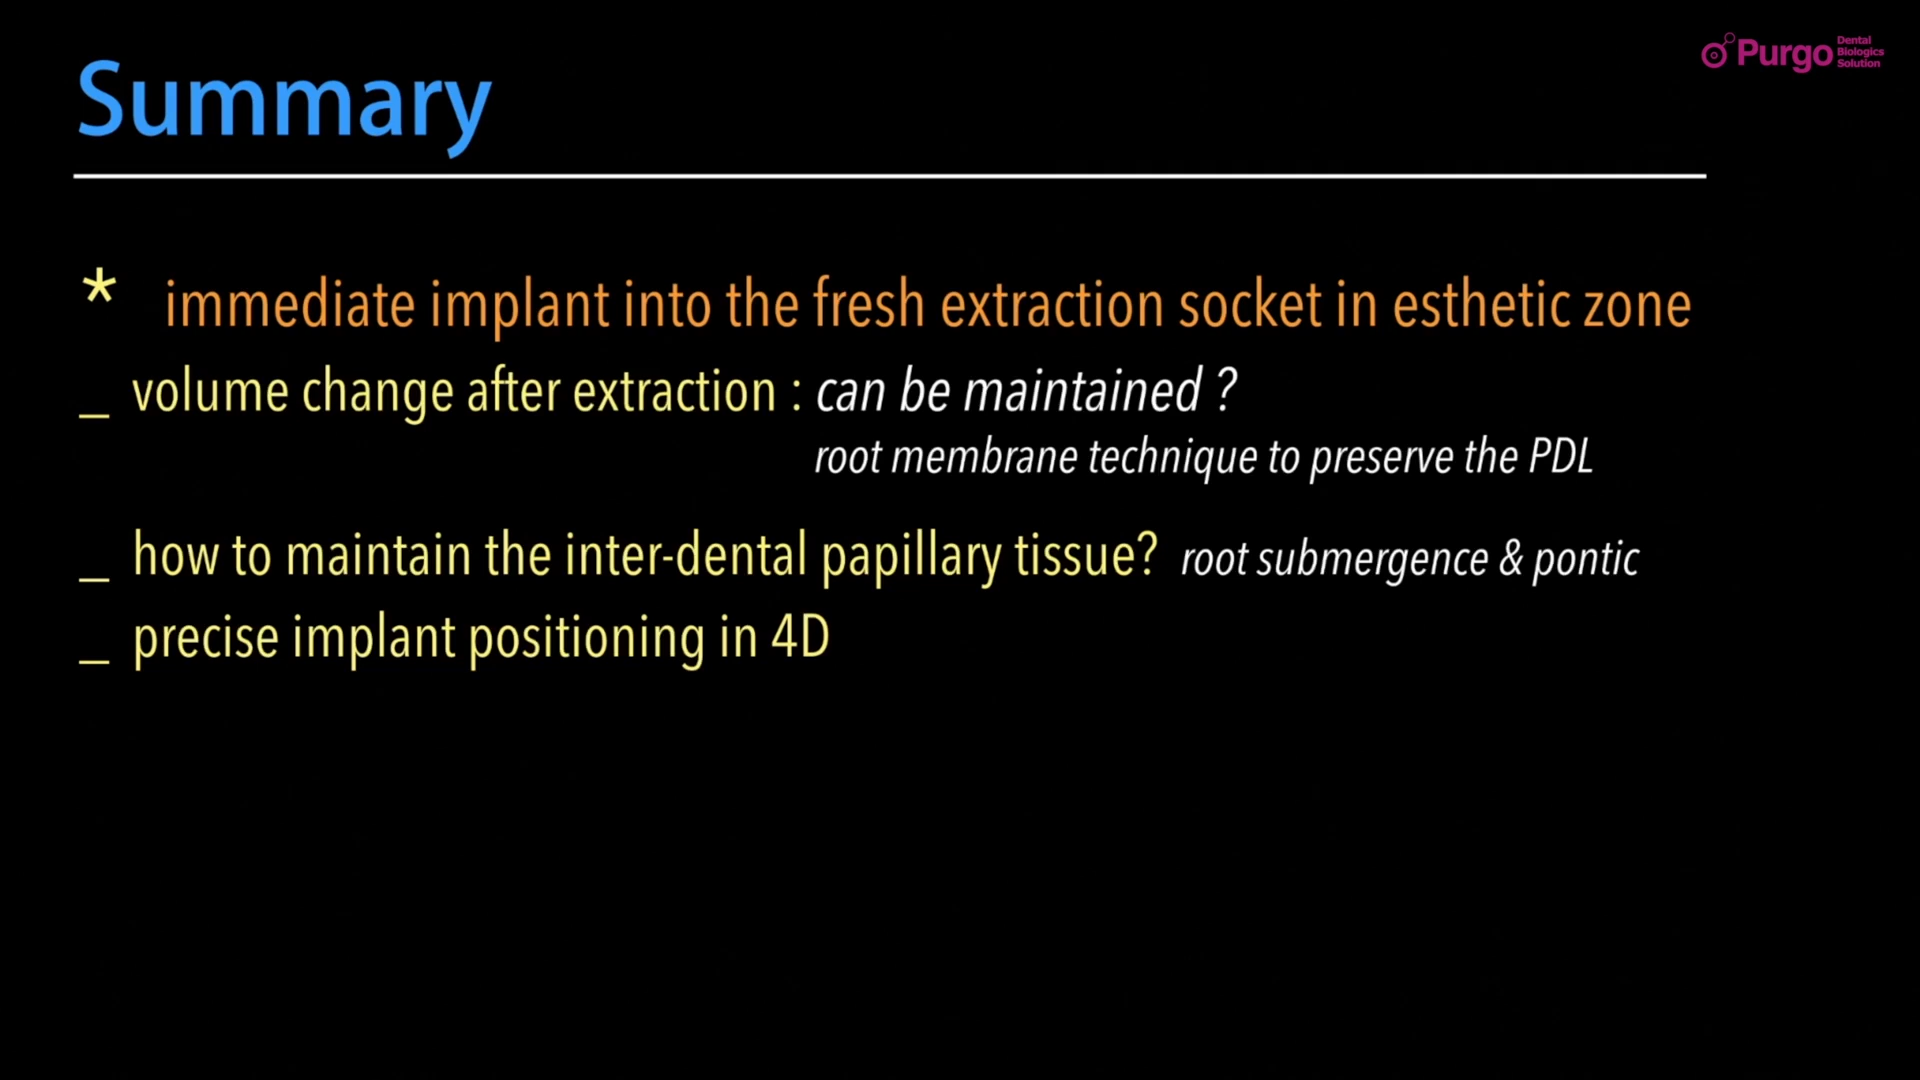 Purgo Dental Biologics Solution
Summary
* immediate implant into the fresh extraction socket in esthetic zone
_ volume change after extraction : can be maintained ?
root membrane technique to preserve the PDL
_ how to maintain the inter-dental papillary tissue? root submergence & pontic
_ precise implant positioning in 4D